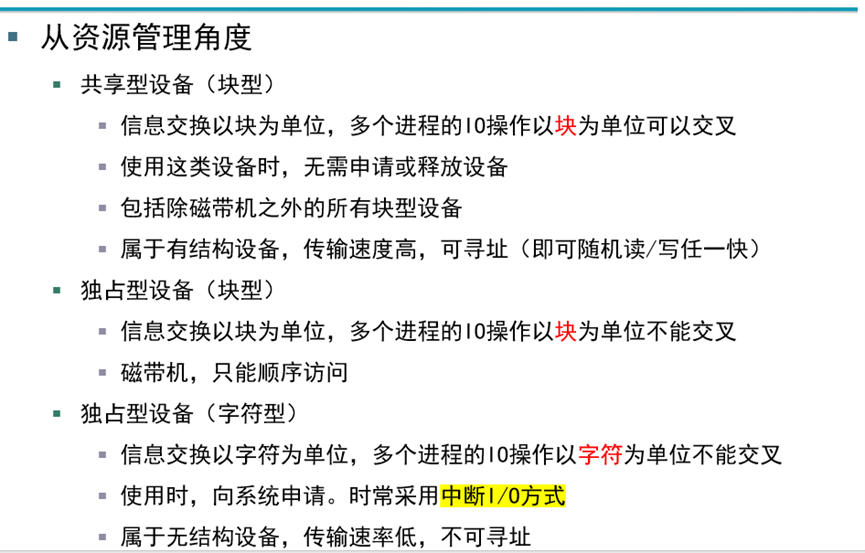 从资源管理角度
共享型设备（块型）
信息交换以块为单位，多个进程的IO操作以块为单位可以交叉
使用这类设备时，无需申请或释放设备
包括除磁带机之外的所有块型设备
属于有结构设备，传输速度高，可寻址（即可随机读/写任一快）
独占型设备（块型）
信息交换以块为单位，多个进程的IO操作以块为单位不能交叉
磁带机，只能顺序访问
独占型设备（字符型）
信息交换以字符为单位，多个进程的IO操作以字符为单位不能交叉
使用时，向系统申请。时常采用中断I/O方式
属于无结构设备，传输速率低，不可寻址